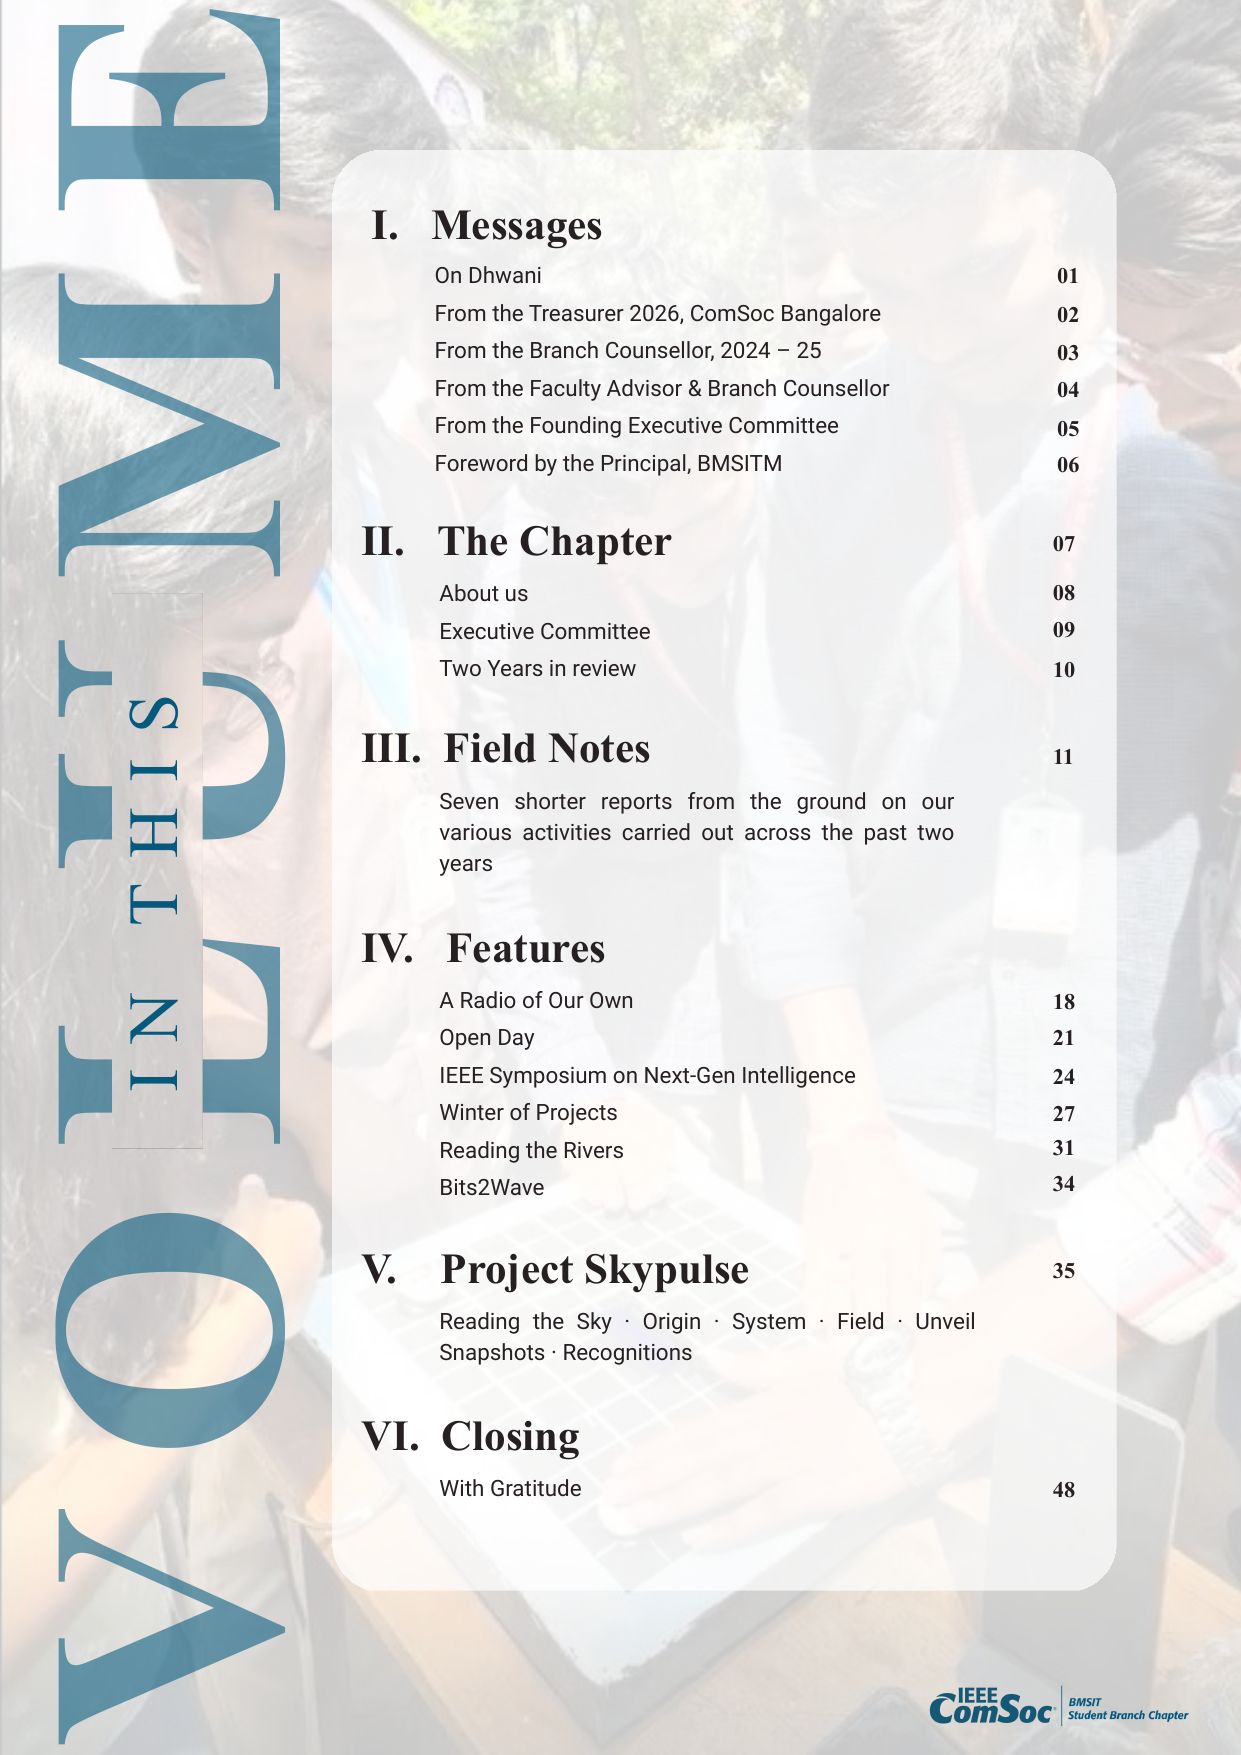 IN THIS
VOLUME
I. Messages
On Dhwani 01
From the Treasurer 2026, ComSoc Bangalore 02
From the Branch Counsellor, 2024 – 25 03
From the Faculty Advisor & Branch Counsellor 04
From the Founding Executive Committee 05
Foreword by the Principal, BMSITM 06
II. The Chapter 07
About us 08
Executive Committee 09
Two Years in review 10
III. Field Notes 11
Seven shorter reports from the ground on our
various activities carried out across the past two
years
IV. Features
A Radio of Our Own 18
Open Day 21
IEEE Symposium on Next-Gen Intelligence 24
Winter of Projects 27
Reading the Rivers 31
Bits2Wave 34
V. Project Skypulse 35
Reading the Sky · Origin · System · Field · Unveil
Snapshots · Recognitions
VI. Closing
With Gratitude 48
IEEE
ComSoc
BMSIT
Student Branch Chapter